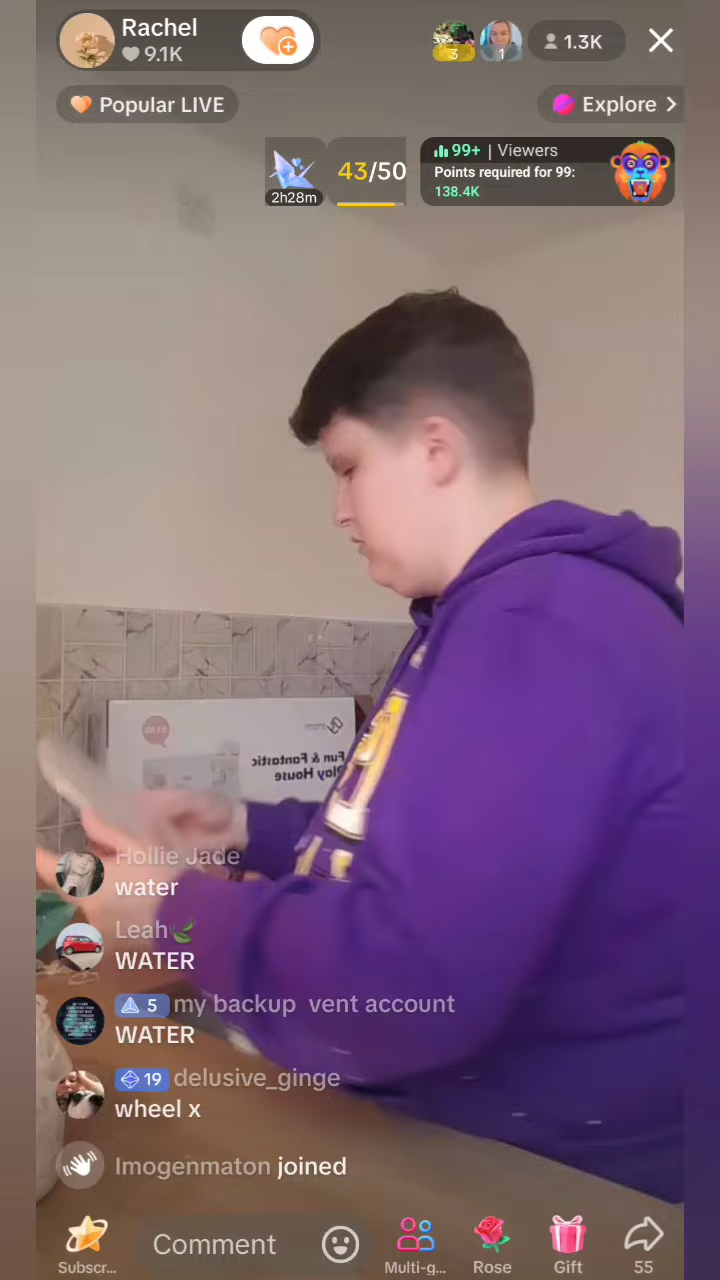 Rachel
9.1K
3
1
1.3K
Popular LIVE
Explore >
2h28m
43/50
99+ | Viewers
Points required for 99:
138.4K
Fun & Fantastic
Play House
Hollie Jade
water
Leah
WATER
5 my backup vent account
WATER
19 delusive_ginge
wheel x
Imogenmaton joined
Comment
Subscr...
Multi-g...
Rose
Gift
55